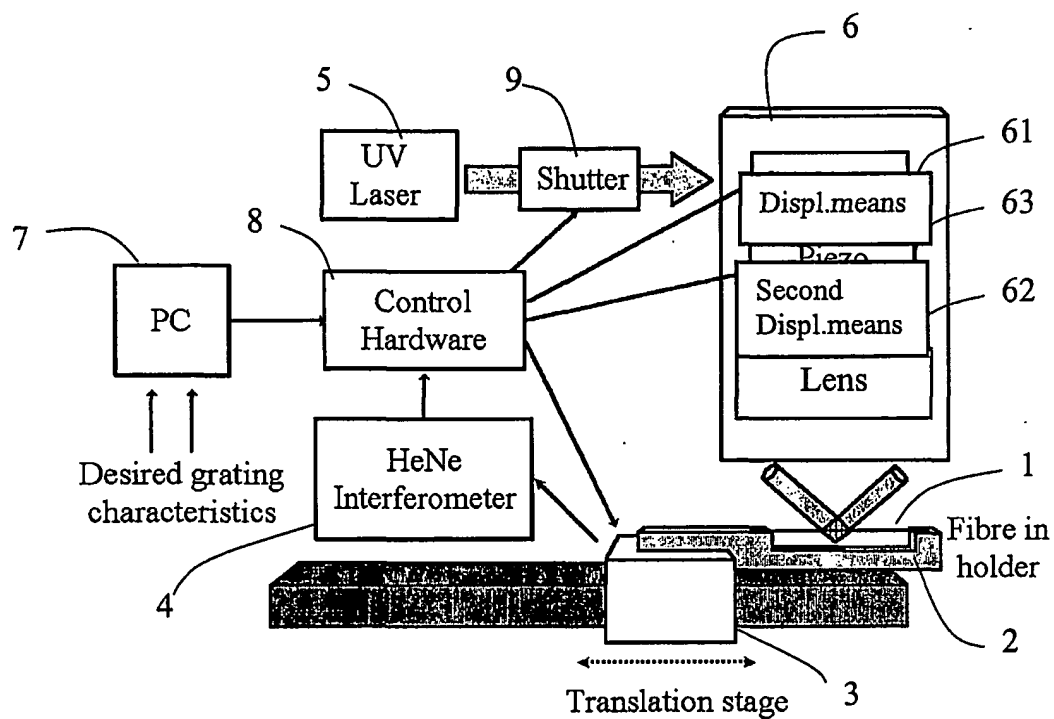 6
5
9
61
UV
Laser
Shutter
Displ.means
63
7
8
Piezo
PC
Control
Hardware
Second
Displ.means
62
Lens
HeNe
Interferometer
Desired grating
characteristics
1
Fibre in
holder
4
2
3
Translation stage